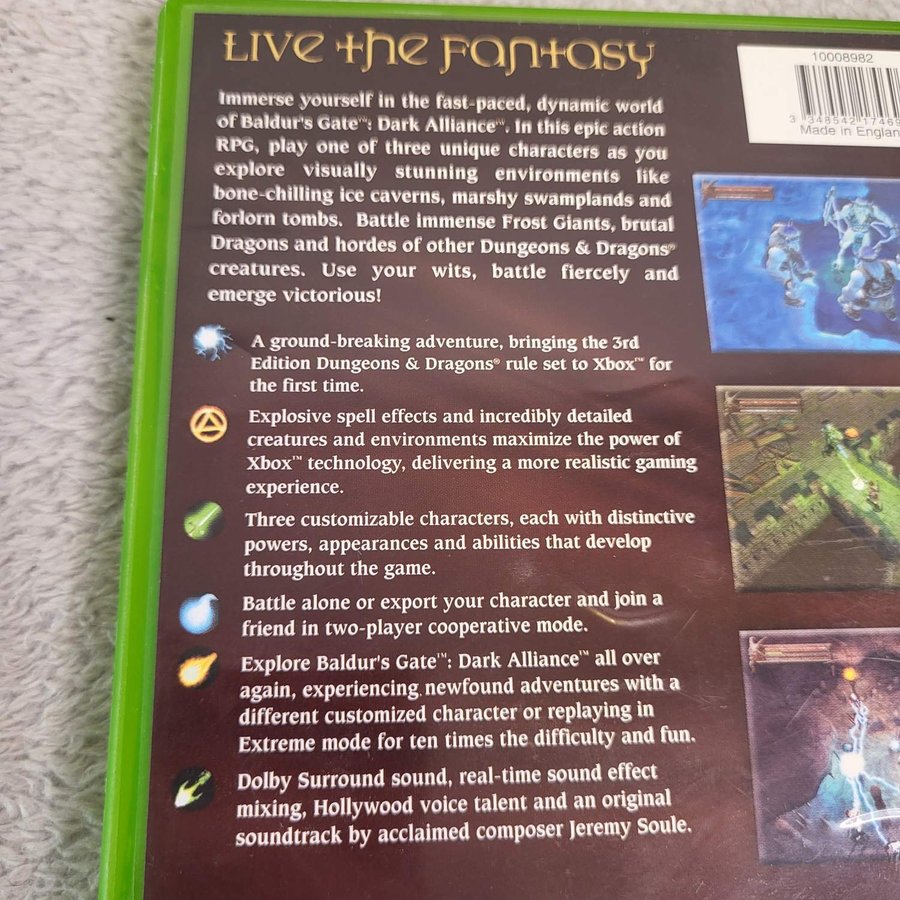 LIVE THE FANTASY
Immerse yourself in the fast-paced, dynamic world
of Baldur's Gate™: Dark Alliance™. In this epic action
RPG, play one of three unique characters as you
explore visually stunning environments like
bone-chilling ice caverns, marshy swamplands and
forlorn tombs. Battle immense Frost Giants, brutal
Dragons and hordes of other Dungeons & Dragons®
creatures. Use your wits, battle fiercely and
emerge victorious!
A ground-breaking adventure, bringing the 3rd
Edition Dungeons & Dragons® rule set to Xbox™ for
the first time.
Explosive spell effects and incredibly detailed
creatures and environments maximize the power of
Xbox™ technology, delivering a more realistic gaming
experience.
Three customizable characters, each with distinctive
powers, appearances and abilities that develop
throughout the game.
Battle alone or export your character and join a
friend in two-player cooperative mode.
Explore Baldur's Gate™: Dark Alliance™ all over
again, experiencing newfound adventures with a
different customized character or replaying in
Extreme mode for ten times the difficulty and fun.
Dolby Surround sound, real-time sound effect
mixing, Hollywood voice talent and an original
soundtrack by acclaimed composer Jeremy Soule.
10008982
3 348542 17469
Made in England